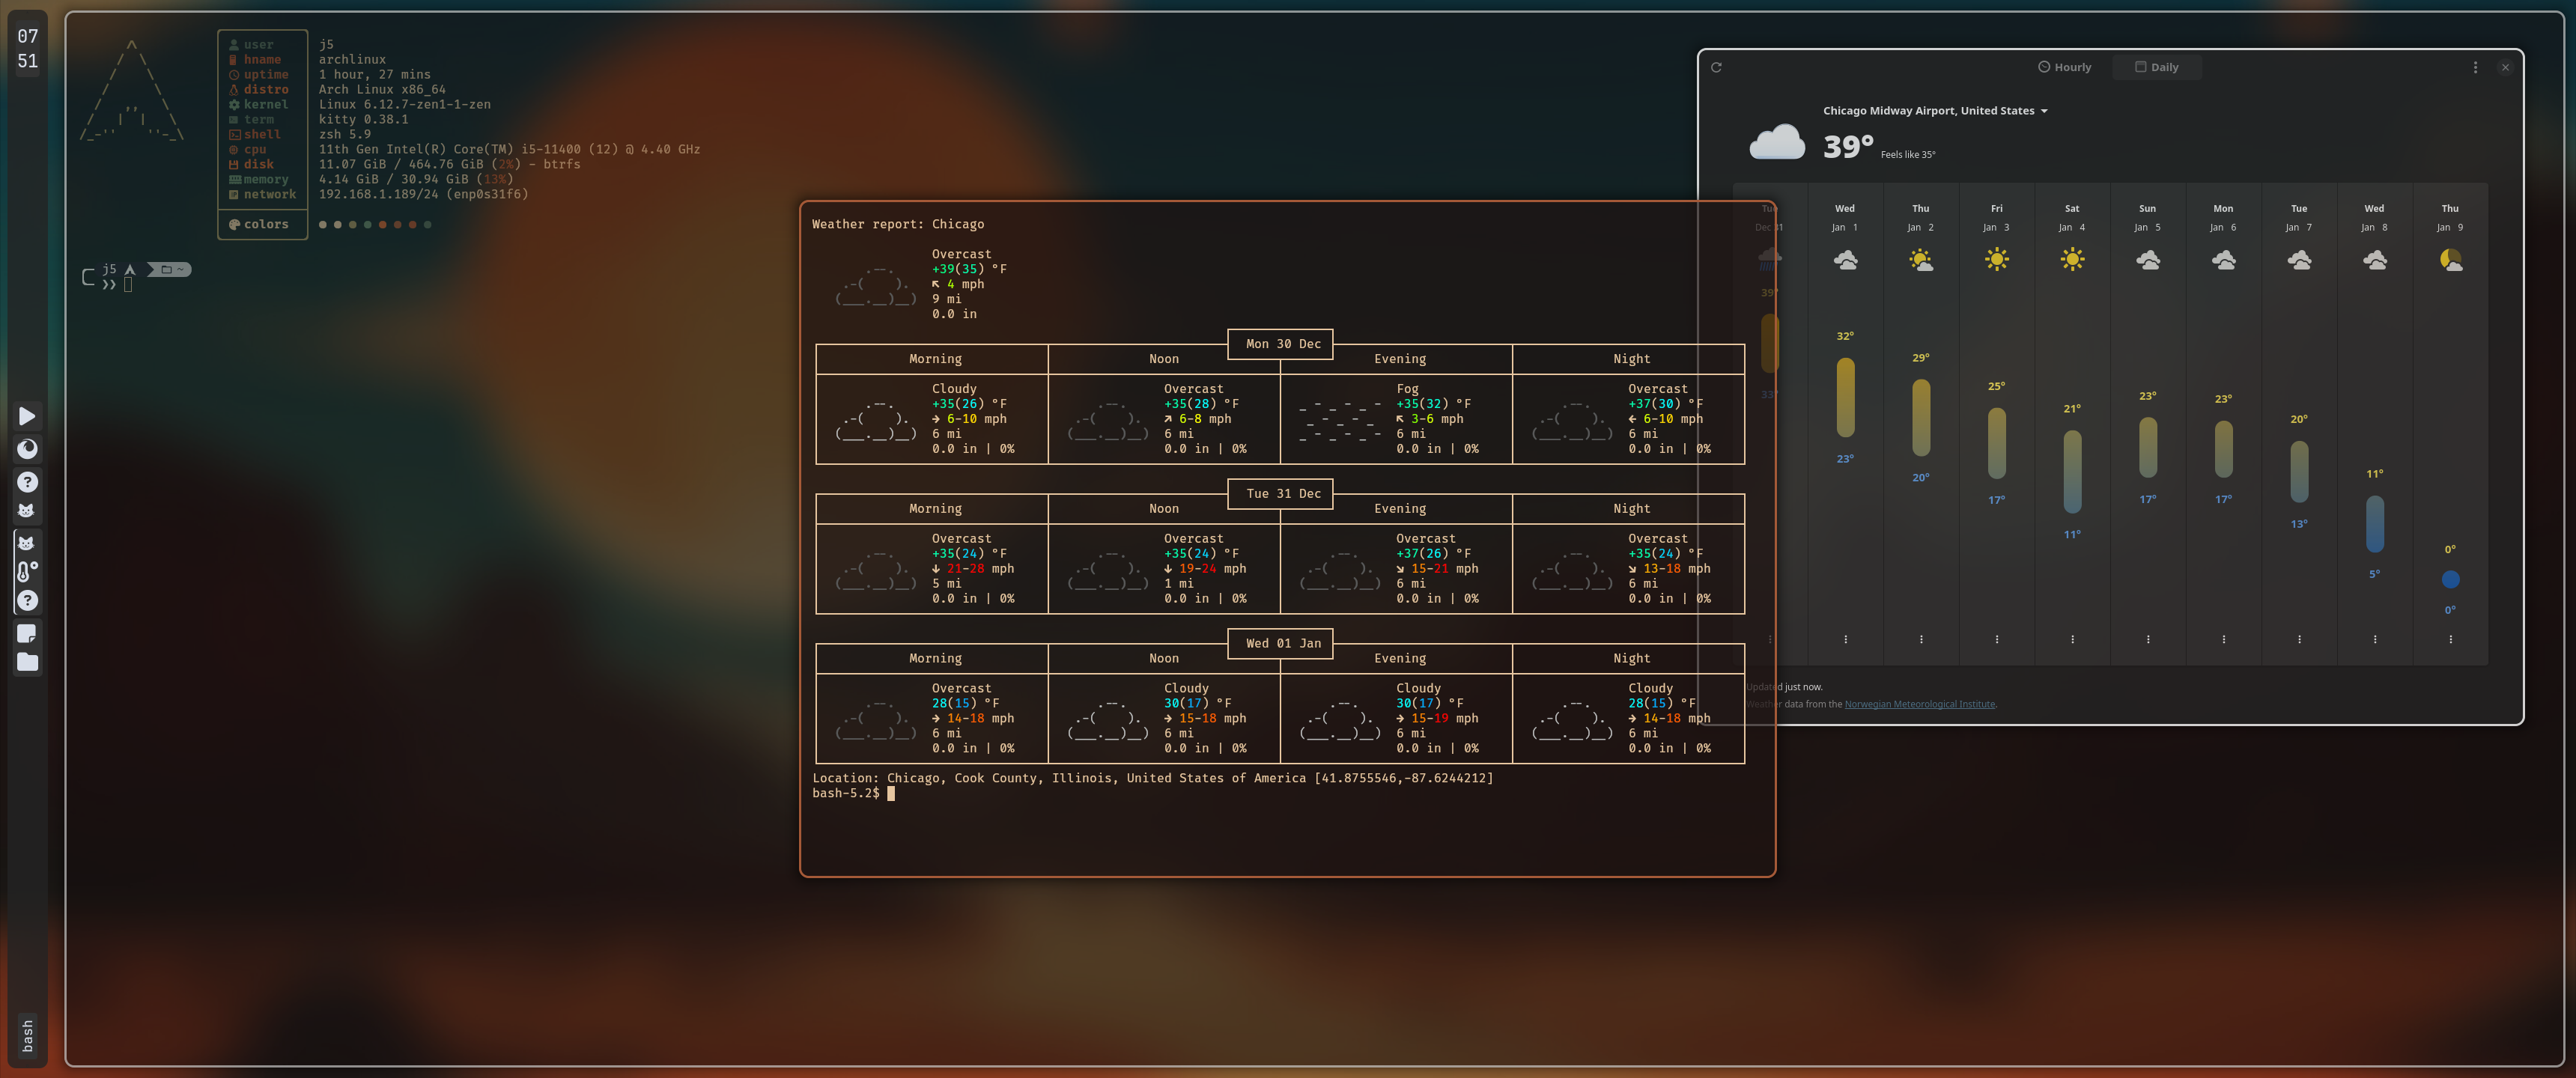 07
51
user j5
hname archlinux
uptime 1 hour, 27 mins
distro Arch Linux x86_64
kernel Linux 6.12.7-zen1-1-zen
term kitty 0.38.1
shell zsh 5.9
cpu 11th Gen Intel(R) Core(TM) i5-11400 (12) @ 4.40 GHz
disk 11.07 GiB / 464.76 GiB (2%) - btrfs
memory 4.14 GiB / 30.94 GiB (13%)
network 192.168.1.189/24 (enp0s31f6)
colors
j5 ~
❯❯
bash
Weather report: Chicago
Overcast
+39(35) °F
↖ 4 mph
9 mi
0.0 in
Mon 30 Dec
Morning Noon Evening Night
Cloudy Overcast Fog Overcast
+35(26) °F +35(28) °F +35(32) °F +37(30) °F
→ 6-10 mph ↗ 6-8 mph ↖ 3-6 mph ← 6-10 mph
6 mi 6 mi 6 mi 6 mi
0.0 in | 0% 0.0 in | 0% 0.0 in | 0% 0.0 in | 0%
Tue 31 Dec
Morning Noon Evening Night
Overcast Overcast Overcast Overcast
+35(24) °F +35(24) °F +37(26) °F +35(24) °F
↓ 21-28 mph ↓ 19-24 mph ↘ 15-21 mph ↘ 13-18 mph
5 mi 1 mi 6 mi 6 mi
0.0 in | 0% 0.0 in | 0% 0.0 in | 0% 0.0 in | 0%
Wed 01 Jan
Morning Noon Evening Night
Overcast Cloudy Cloudy Cloudy
28(15) °F 30(17) °F 30(17) °F 28(15) °F
→ 14-18 mph → 15-18 mph → 15-19 mph → 14-18 mph
6 mi 6 mi 6 mi 6 mi
0.0 in | 0% 0.0 in | 0% 0.0 in | 0% 0.0 in | 0%
Location: Chicago, Cook County, Illinois, United States of America [41.8755546,-87.6244212]
bash-5.2$
Hourly Daily
Chicago Midway Airport, United States
39° Feels like 35°
Tue Wed Thu Fri Sat Sun Mon Tue Wed Thu
Dec 31 Jan 1 Jan 2 Jan 3 Jan 4 Jan 5 Jan 6 Jan 7 Jan 8 Jan 9
39° 32° 29° 25° 21° 23° 23° 20° 11° 0°
33° 23° 20° 17° 11° 17° 17° 13° 5° 0°
Updated just now.
Weather data from the Norwegian Meteorological Institute.